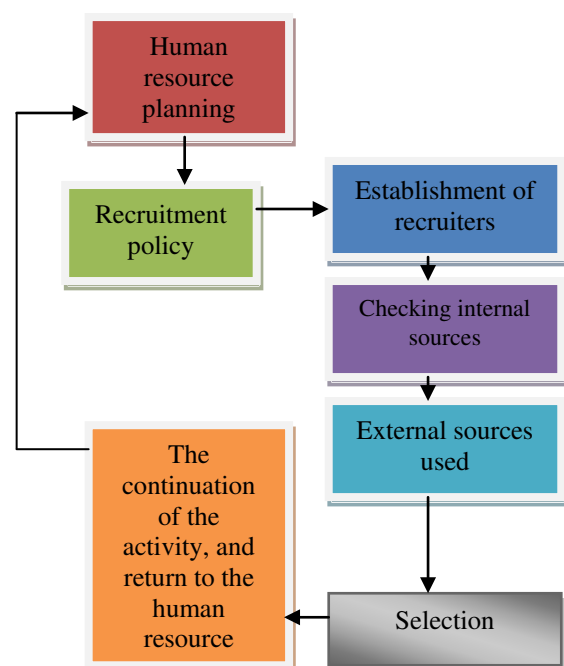 Human
resource
planning
Recruitment
policy
Establishment of
recruiters
Checking internal
sources
External sources
used
Selection
The
continuation
of the
activity, and
return to the
human
resource